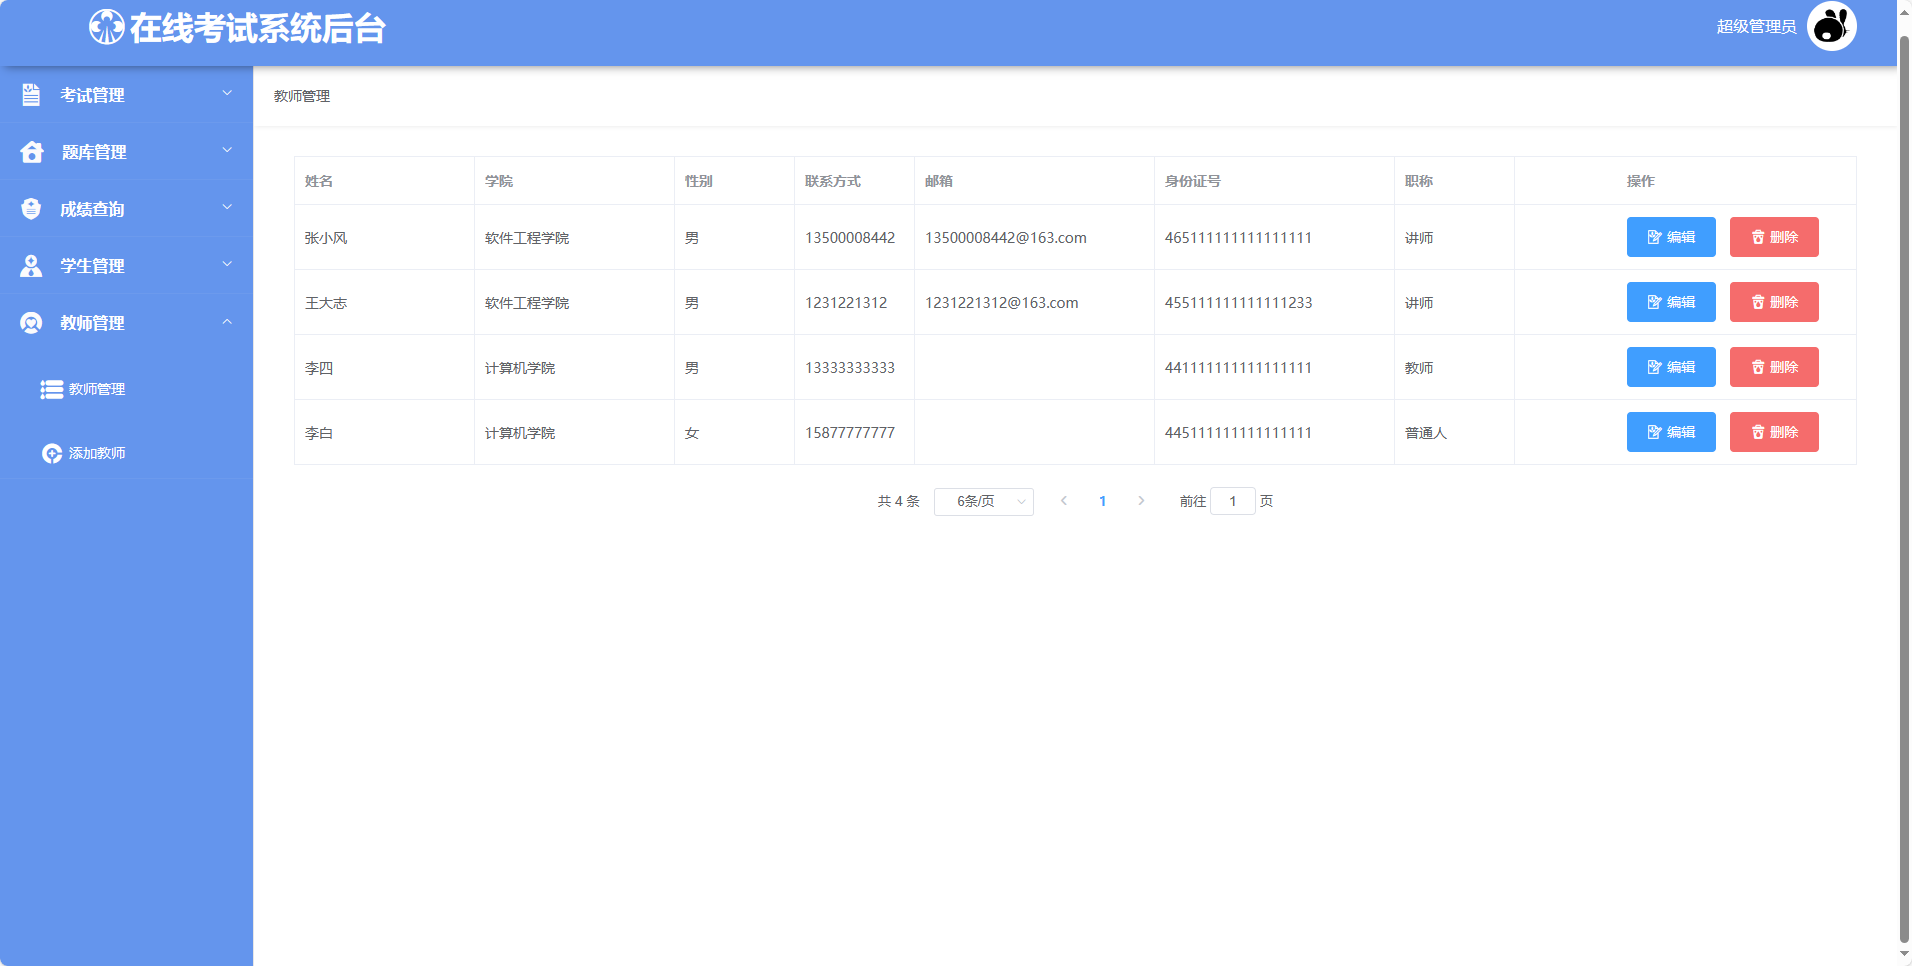 在线考试系统后台
超级管理员
考试管理
题库管理
成绩查询
学生管理
教师管理
教师管理
添加教师
教师管理
姓名 学院 性别 联系方式 邮箱 身份证号 职称 操作
张小风 软件工程学院 男 13500008442 13500008442@163.com 465111111111111111 讲师 编辑 删除
王大志 软件工程学院 男 1231221312 1231221312@163.com 455111111111111233 讲师 编辑 删除
李四 计算机学院 男 13333333333 441111111111111111 教师 编辑 删除
李白 计算机学院 女 15877777777 445111111111111111 普通人 编辑 删除
共 4 条 6条/页 1 前往 1 页